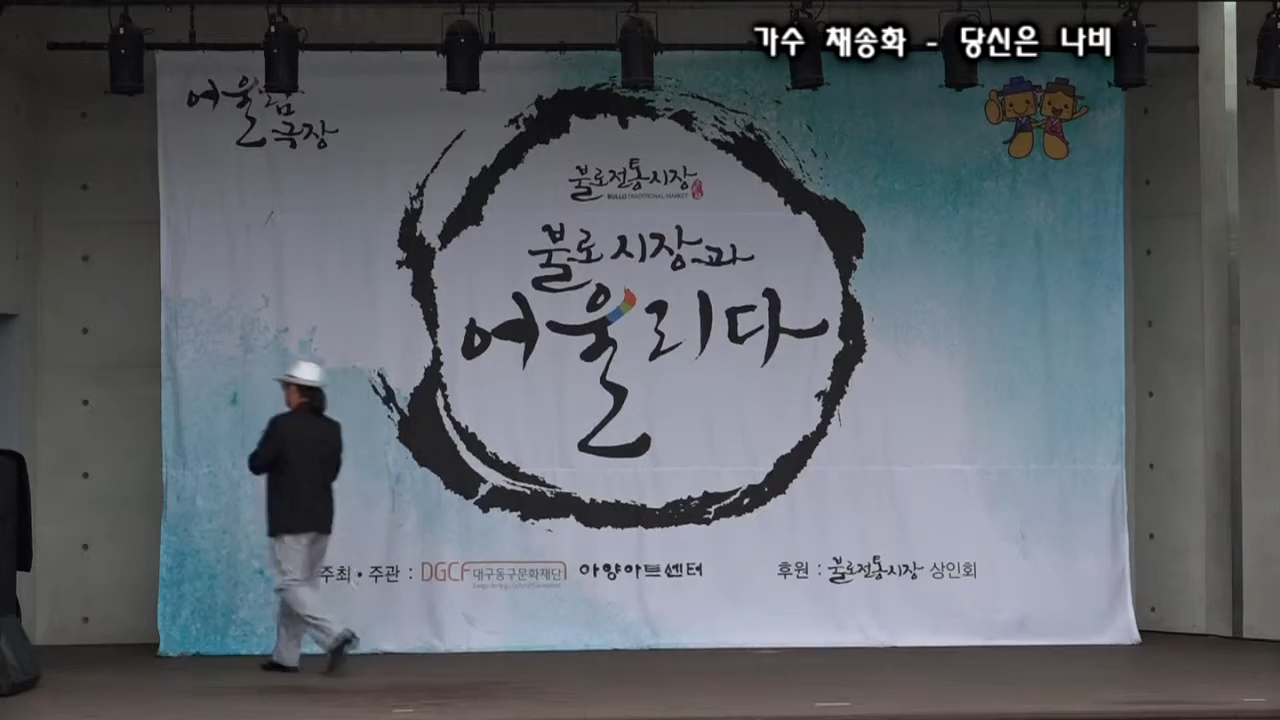 가수 채송화 - 당신은 나비
어울림
극장
불로전통시장
BULLO TRADITIONAL MARKET
불로시장과
어울리다
주최·주관 : DGCF 대구동구문화재단 아양아트센터
후원 : 불로전통시장 상인회